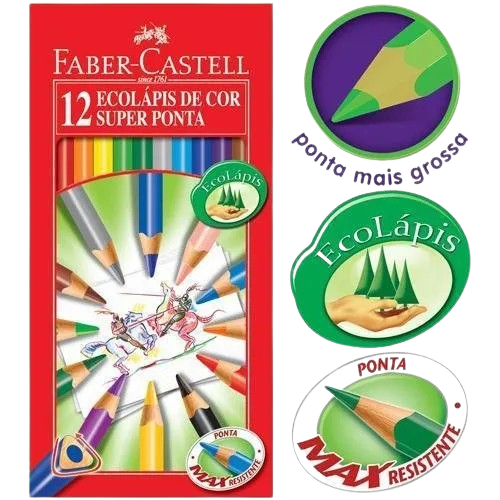 FABER-CASTELL
since 1761
12 ECOLÁPIS DE COR
SUPER PONTA
EcoLápis
PONTA
MAX RESISTENTE
ponta mais grossa
EcoLápis
PONTA
MAX RESISTENTE